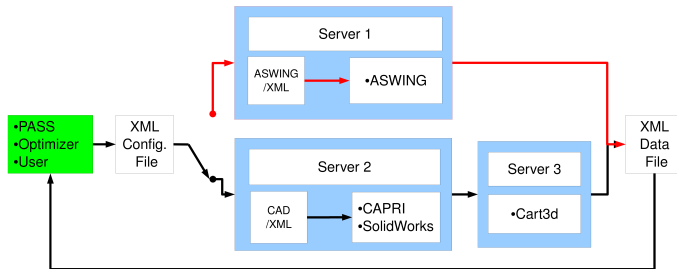 •PASS
•Optimizer
•User
XML
Config.
File
Server 1
ASWING
/XML
•ASWING
Server 2
CAD
/XML
•CAPRI
•SolidWorks
Server 3
•Cart3d
XML
Data
File